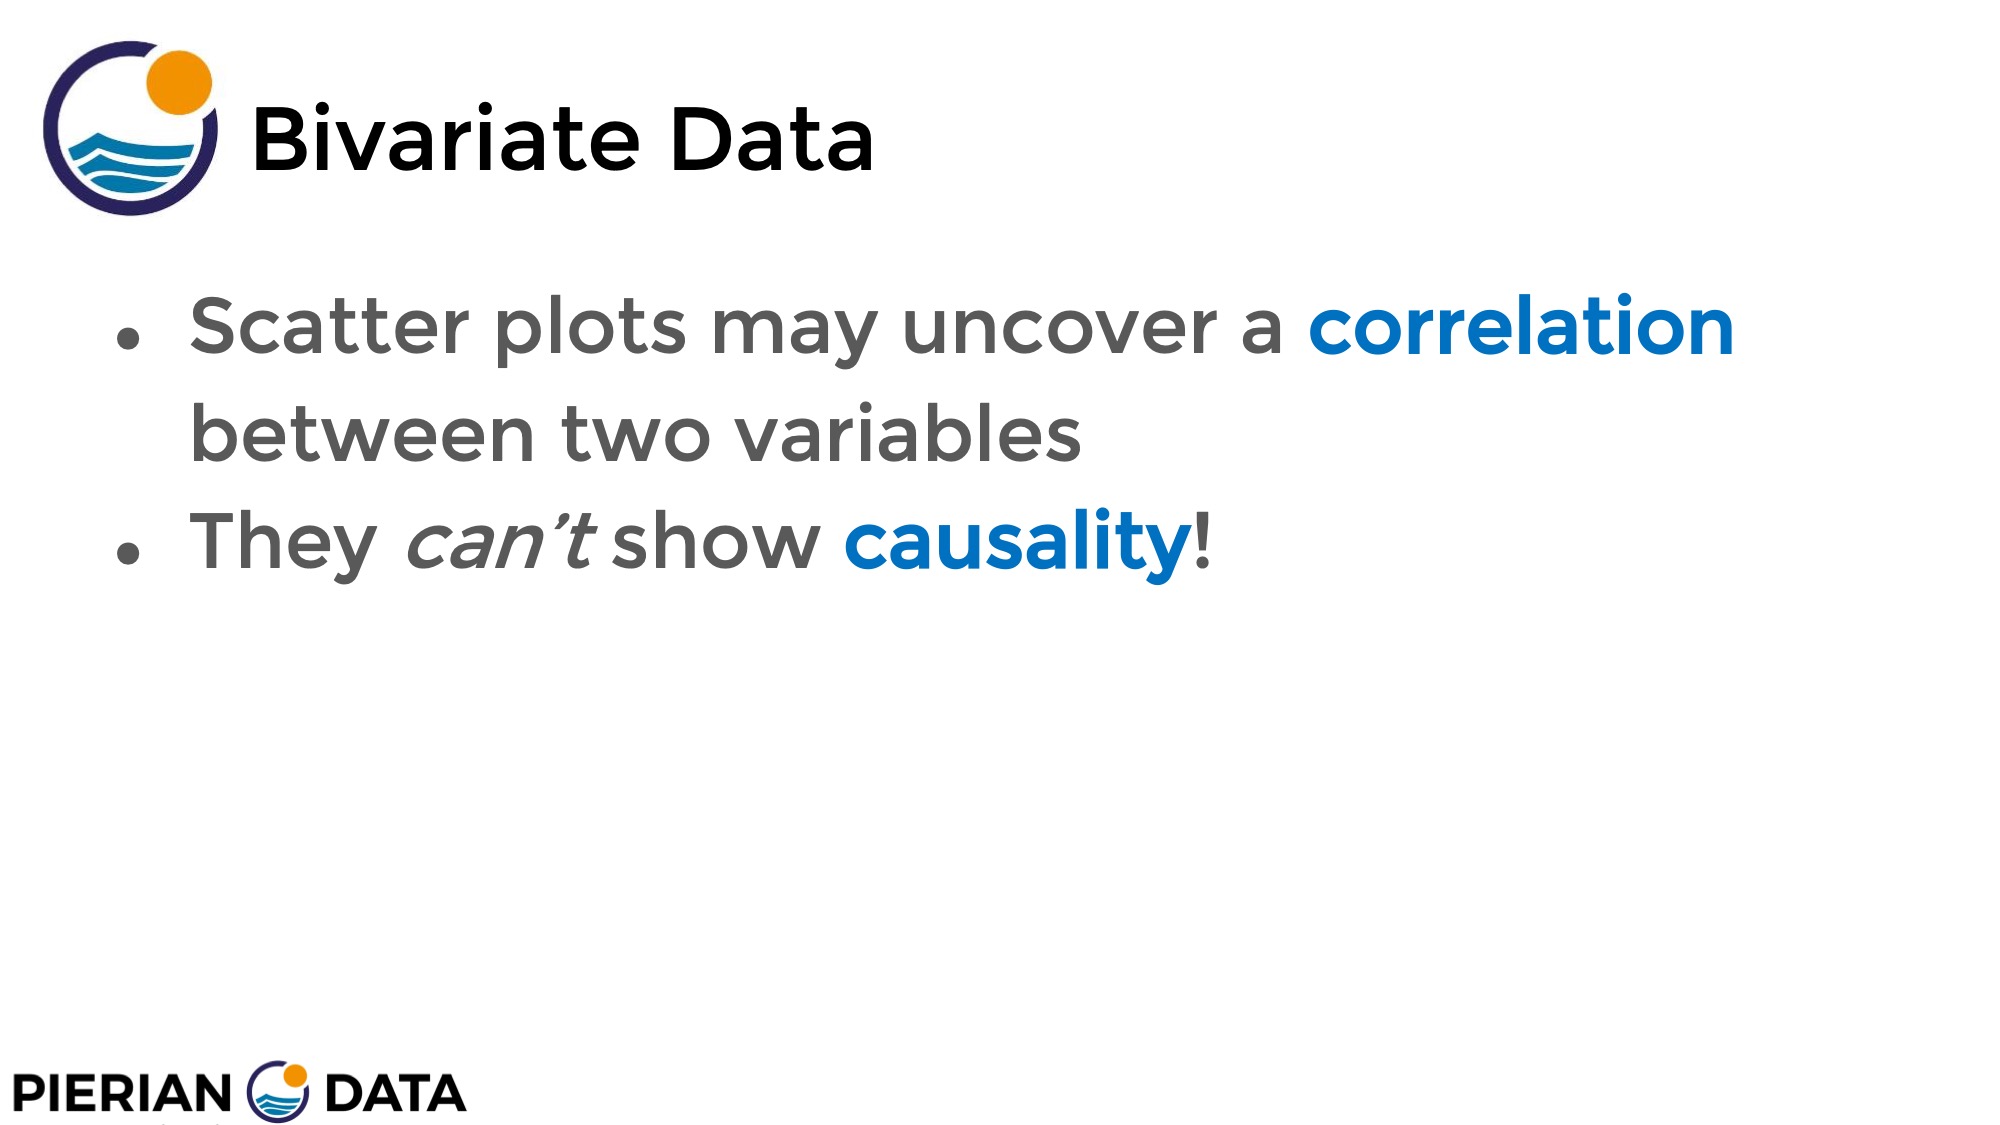 Bivariate Data
● Scatter plots may uncover a correlation
between two variables
● They can’t show causality!
PIERIAN DATA